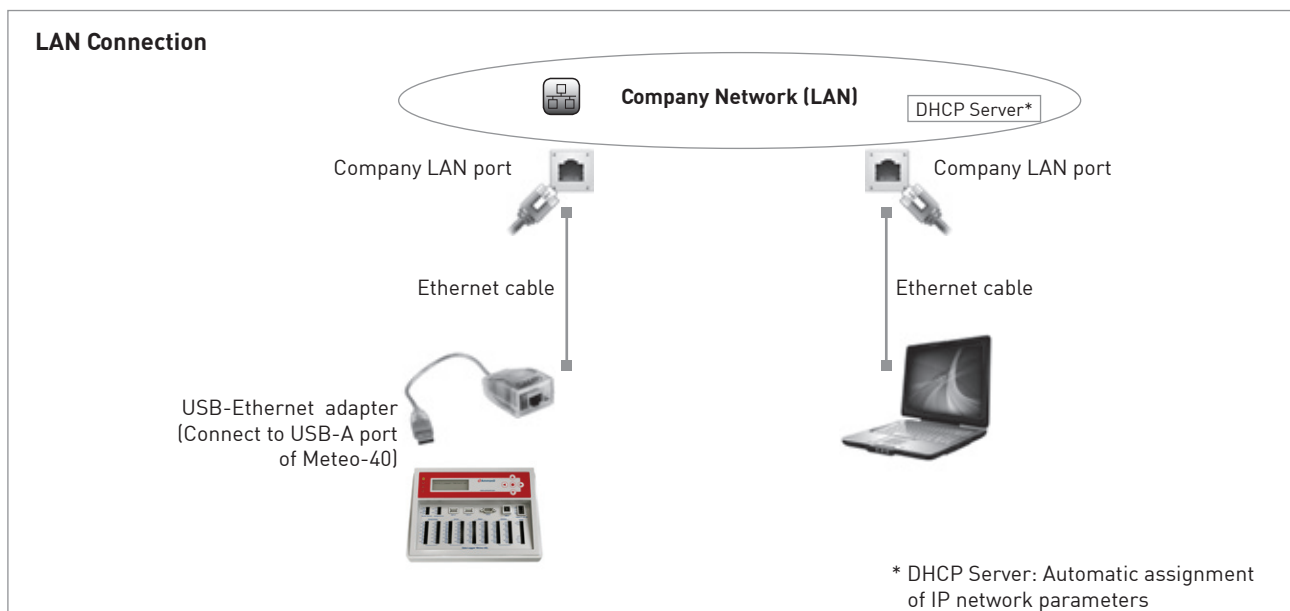 LAN Connection
Company Network (LAN)
DHCP Server*
Company LAN port
Company LAN port
Ethernet cable
Ethernet cable
USB-Ethernet adapter
(Connect to USB-A port
of Meteo-40)
* DHCP Server: Automatic assignment
of IP network parameters